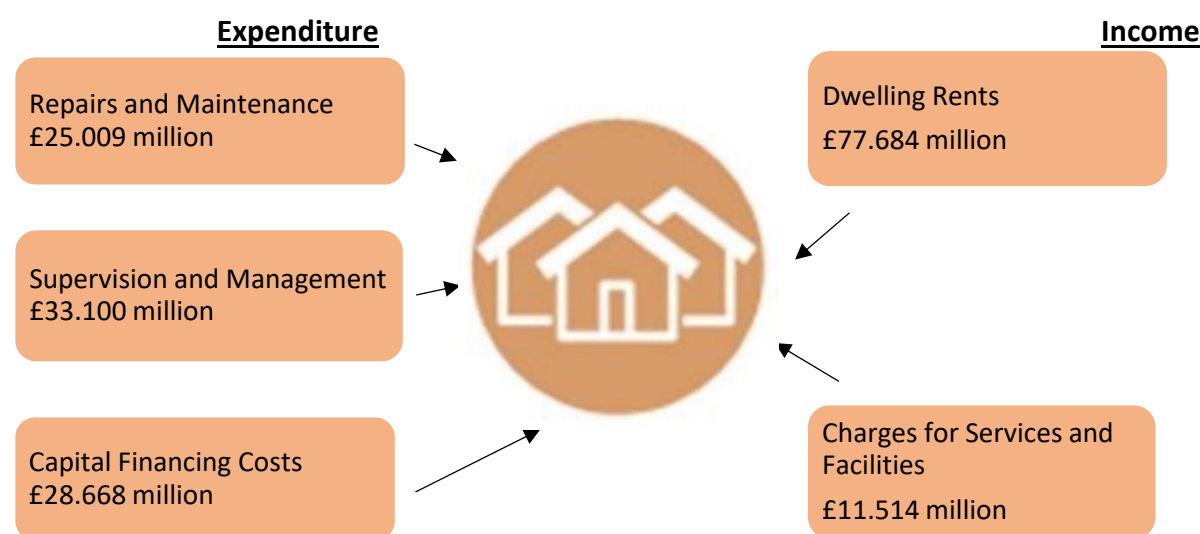 Expenditure
Income
Repairs and Maintenance
£25.009 million
Dwelling Rents
£77.684 million
Supervision and Management
£33.100 million
Capital Financing Costs
£28.668 million
Charges for Services and
Facilities
£11.514 million